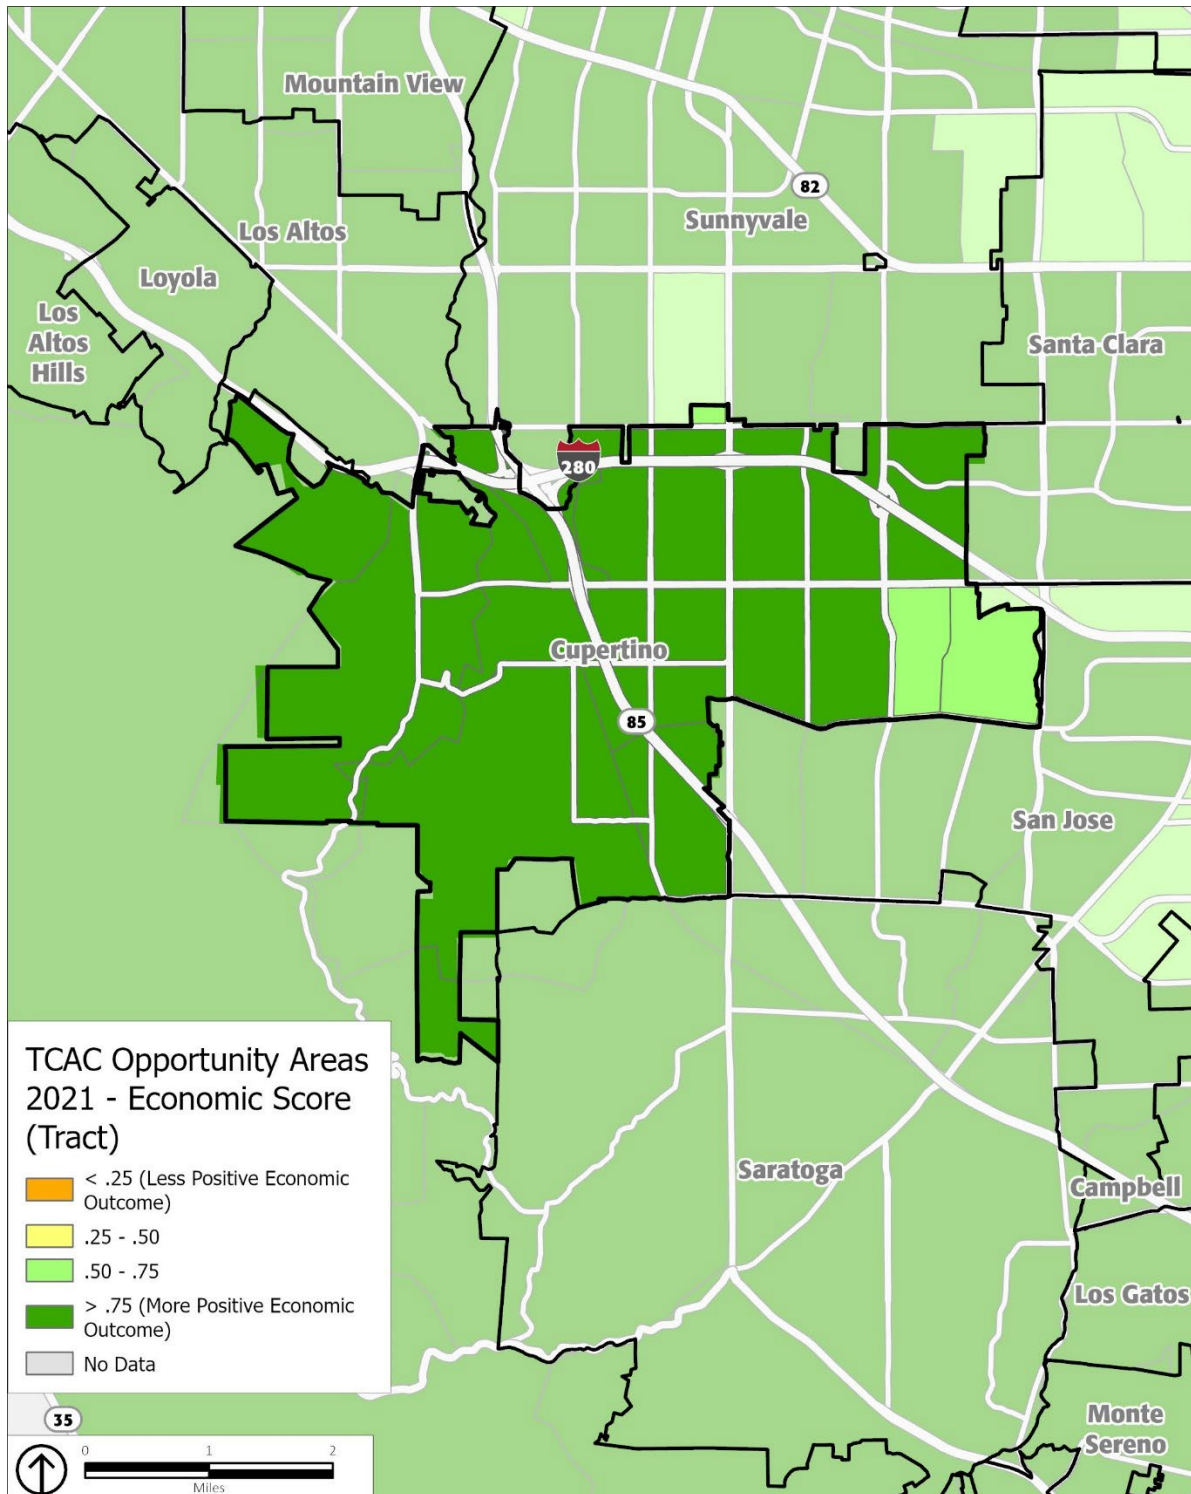 Mountain View
82
Sunnyvale
Los Altos
Loyola
Los
Altos
Hills
Santa Clara
280
Cupertino
85
San Jose
TCAC Opportunity Areas
2021 - Economic Score
(Tract)
< .25 (Less Positive Economic
Outcome)
.25 - .50
.50 - .75
> .75 (More Positive Economic
Outcome)
No Data
Saratoga
Campbell
Los Gatos
Monte
Sereno
35
0 1 2
Miles